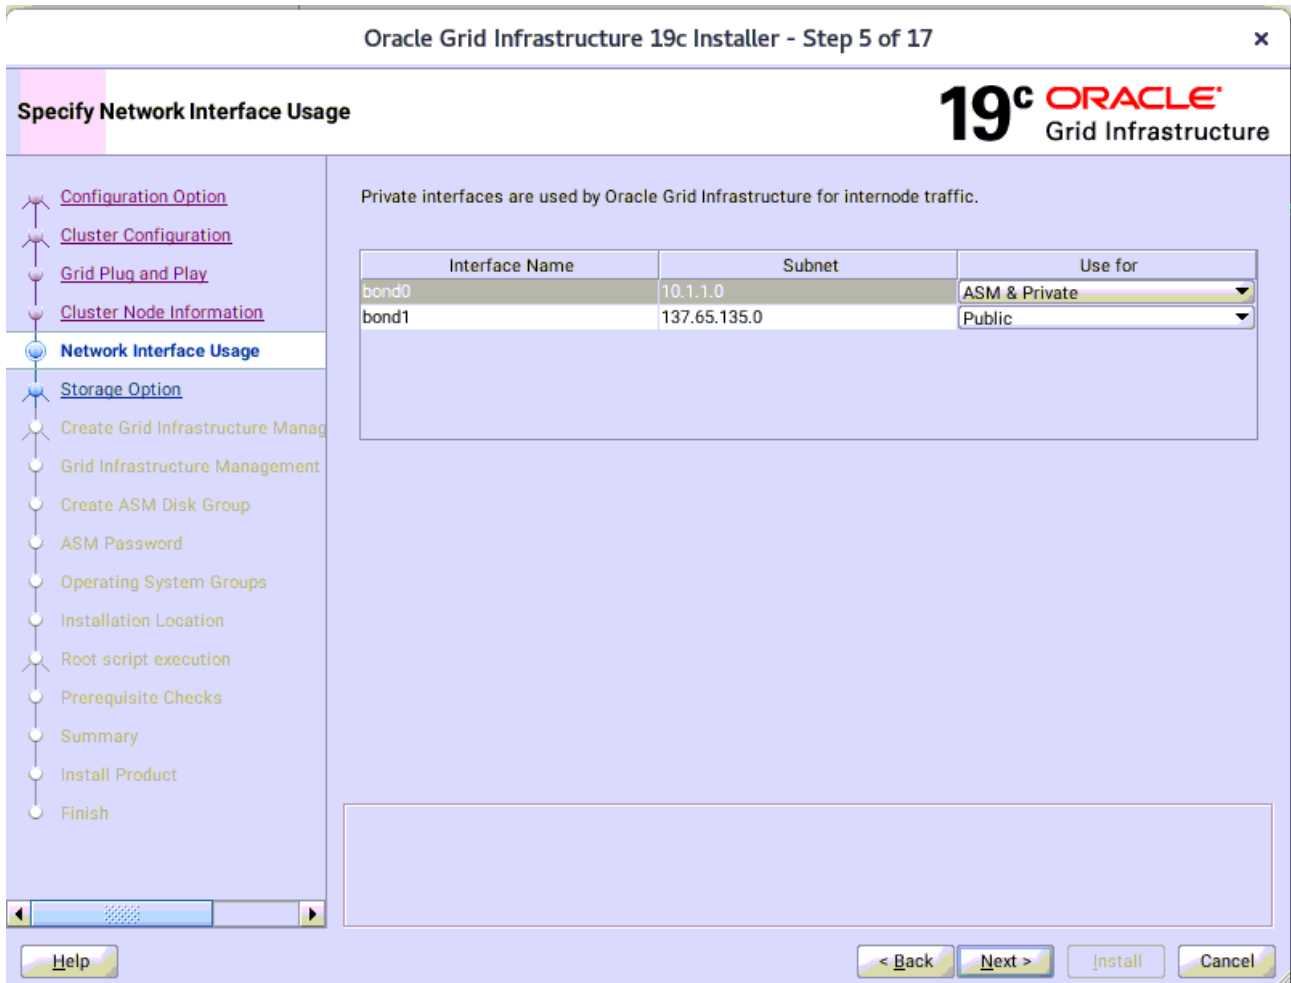 Oracle Grid Infrastructure 19c Installer - Step 5 of 17
Specify Network Interface Usage
19c ORACLE
Grid Infrastructure
Configuration Option
Cluster Configuration
Grid Plug and Play
Cluster Node Information
Network Interface Usage
Storage Option
Create Grid Infrastructure Manag
Grid Infrastructure Management
Create ASM Disk Group
ASM Password
Operating System Groups
Installation Location
Root script execution
Prerequisite Checks
Summary
Install Product
Finish
Private interfaces are used by Oracle Grid Infrastructure for internode traffic.
Interface Name Subnet Use for
bond0 10.1.1.0 ASM & Private
bond1 137.65.135.0 Public
Help < Back Next > Install Cancel